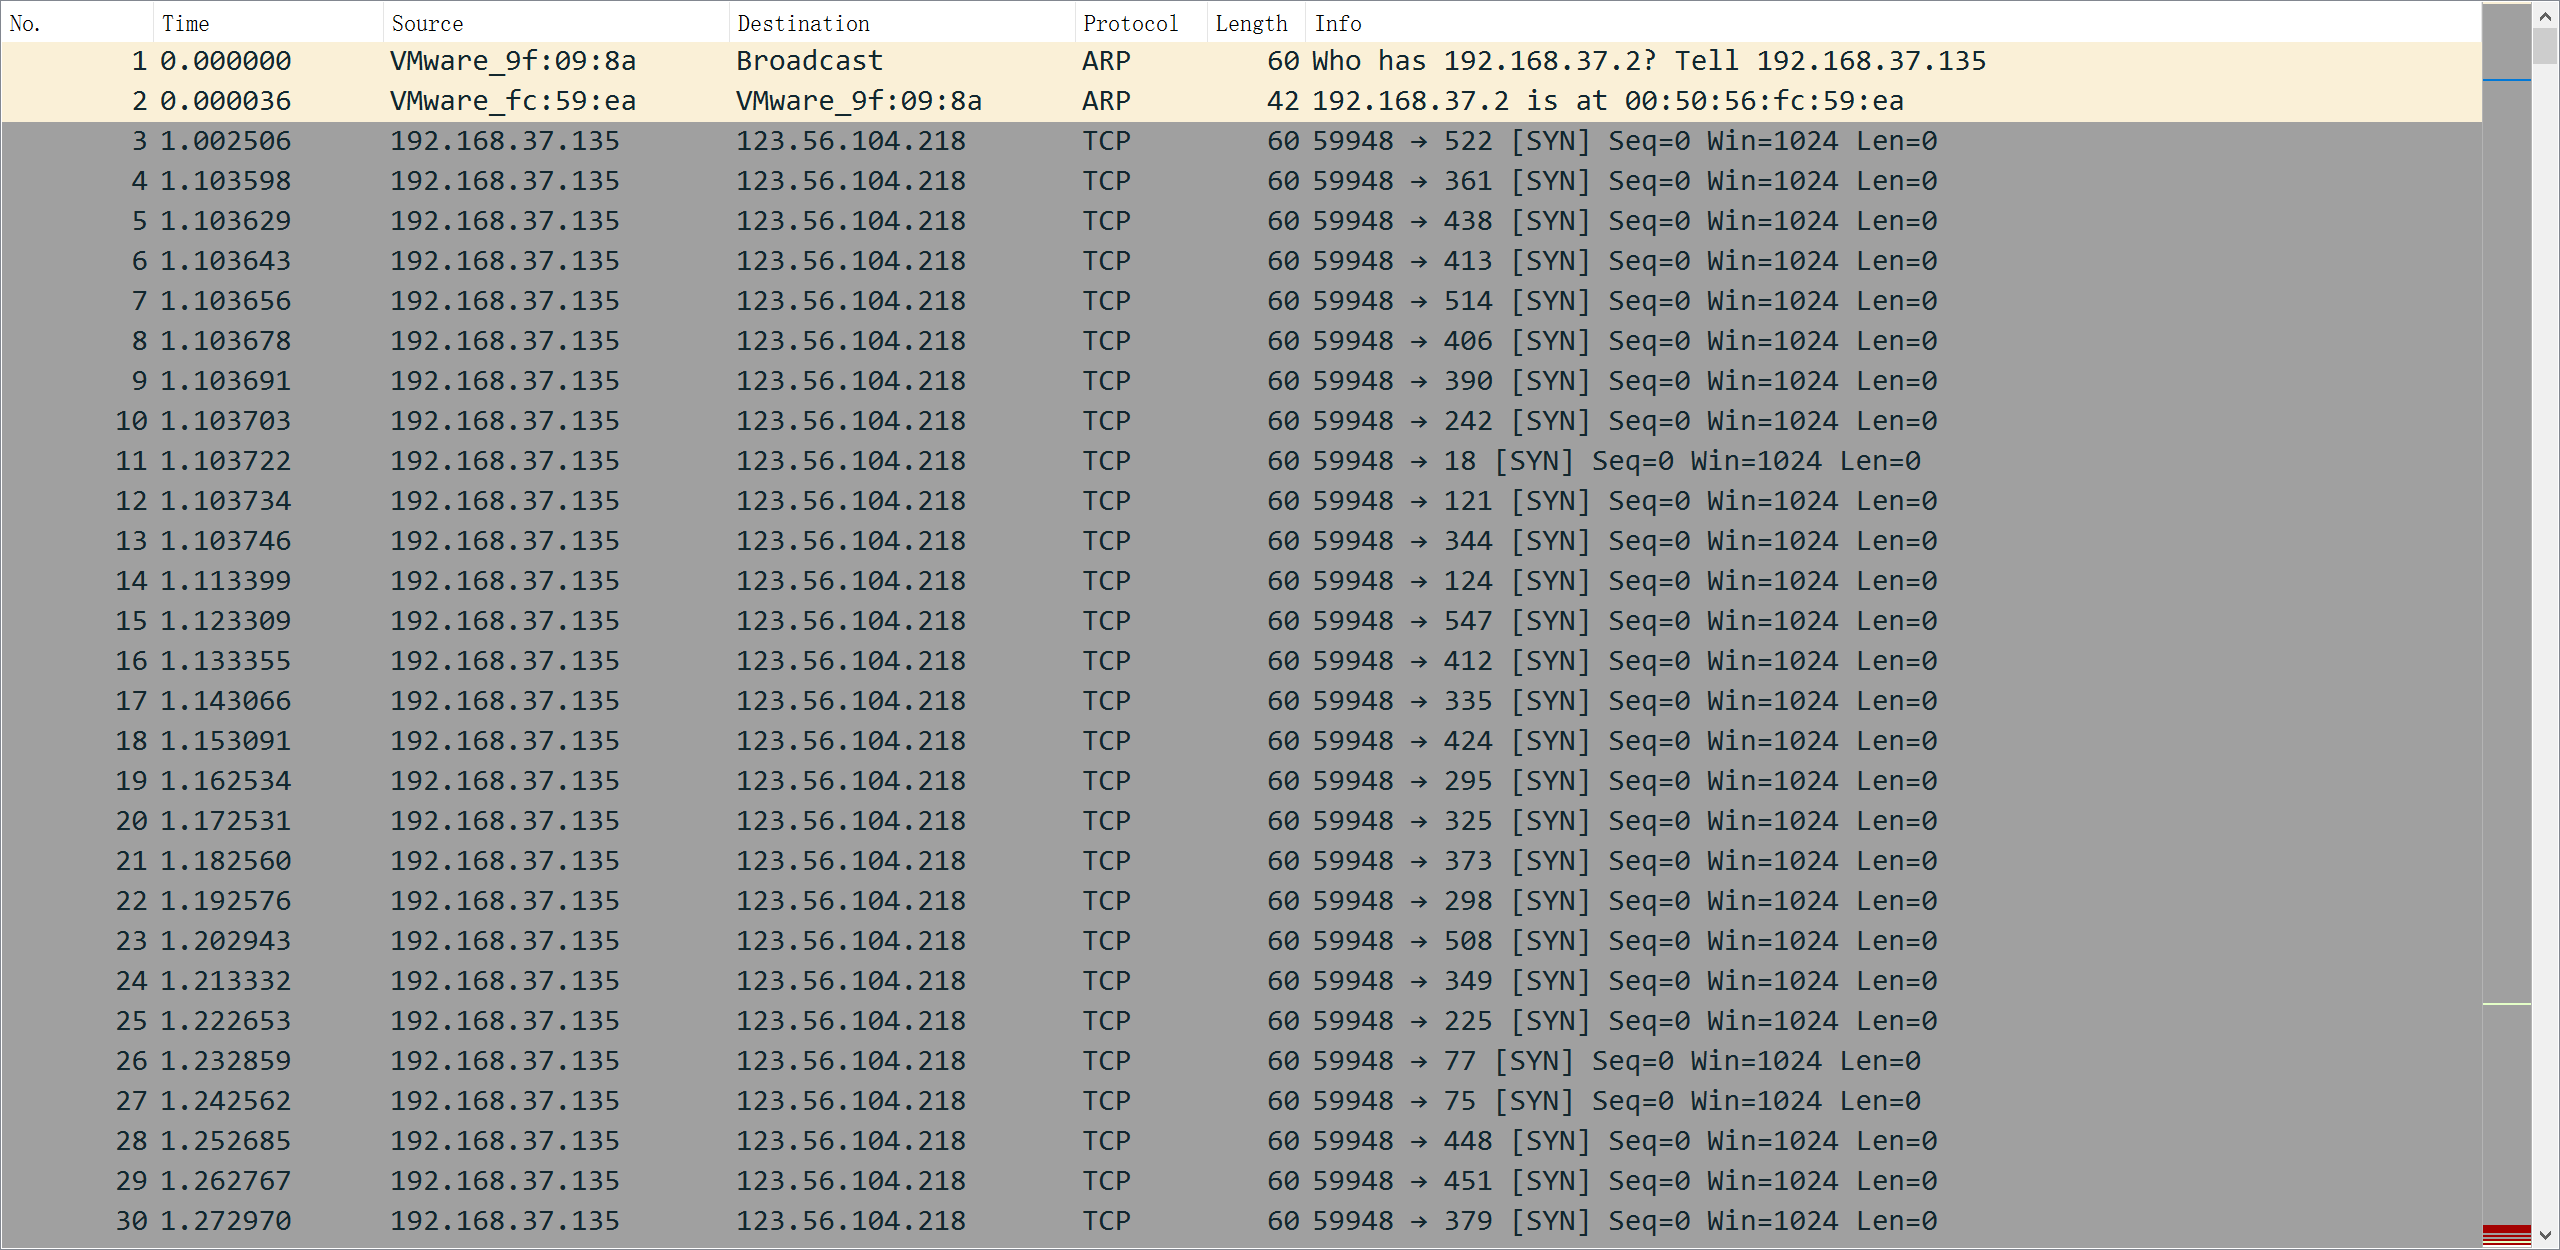 No. Time Source Destination Protocol Length Info
1 0.000000 VMware_9f:09:8a Broadcast ARP 60 Who has 192.168.37.2? Tell 192.168.37.135
2 0.000036 VMware_fc:59:ea VMware_9f:09:8a ARP 42 192.168.37.2 is at 00:50:56:fc:59:ea
3 1.002506 192.168.37.135 123.56.104.218 TCP 60 59948 → 522 [SYN] Seq=0 Win=1024 Len=0
4 1.103598 192.168.37.135 123.56.104.218 TCP 60 59948 → 361 [SYN] Seq=0 Win=1024 Len=0
5 1.103629 192.168.37.135 123.56.104.218 TCP 60 59948 → 438 [SYN] Seq=0 Win=1024 Len=0
6 1.103643 192.168.37.135 123.56.104.218 TCP 60 59948 → 413 [SYN] Seq=0 Win=1024 Len=0
7 1.103656 192.168.37.135 123.56.104.218 TCP 60 59948 → 514 [SYN] Seq=0 Win=1024 Len=0
8 1.103678 192.168.37.135 123.56.104.218 TCP 60 59948 → 406 [SYN] Seq=0 Win=1024 Len=0
9 1.103691 192.168.37.135 123.56.104.218 TCP 60 59948 → 390 [SYN] Seq=0 Win=1024 Len=0
10 1.103703 192.168.37.135 123.56.104.218 TCP 60 59948 → 242 [SYN] Seq=0 Win=1024 Len=0
11 1.103722 192.168.37.135 123.56.104.218 TCP 60 59948 → 18 [SYN] Seq=0 Win=1024 Len=0
12 1.103734 192.168.37.135 123.56.104.218 TCP 60 59948 → 121 [SYN] Seq=0 Win=1024 Len=0
13 1.103746 192.168.37.135 123.56.104.218 TCP 60 59948 → 344 [SYN] Seq=0 Win=1024 Len=0
14 1.113399 192.168.37.135 123.56.104.218 TCP 60 59948 → 124 [SYN] Seq=0 Win=1024 Len=0
15 1.123309 192.168.37.135 123.56.104.218 TCP 60 59948 → 547 [SYN] Seq=0 Win=1024 Len=0
16 1.133355 192.168.37.135 123.56.104.218 TCP 60 59948 → 412 [SYN] Seq=0 Win=1024 Len=0
17 1.143066 192.168.37.135 123.56.104.218 TCP 60 59948 → 335 [SYN] Seq=0 Win=1024 Len=0
18 1.153091 192.168.37.135 123.56.104.218 TCP 60 59948 → 424 [SYN] Seq=0 Win=1024 Len=0
19 1.162534 192.168.37.135 123.56.104.218 TCP 60 59948 → 295 [SYN] Seq=0 Win=1024 Len=0
20 1.172531 192.168.37.135 123.56.104.218 TCP 60 59948 → 325 [SYN] Seq=0 Win=1024 Len=0
21 1.182560 192.168.37.135 123.56.104.218 TCP 60 59948 → 373 [SYN] Seq=0 Win=1024 Len=0
22 1.192576 192.168.37.135 123.56.104.218 TCP 60 59948 → 298 [SYN] Seq=0 Win=1024 Len=0
23 1.202943 192.168.37.135 123.56.104.218 TCP 60 59948 → 508 [SYN] Seq=0 Win=1024 Len=0
24 1.213332 192.168.37.135 123.56.104.218 TCP 60 59948 → 349 [SYN] Seq=0 Win=1024 Len=0
25 1.222653 192.168.37.135 123.56.104.218 TCP 60 59948 → 225 [SYN] Seq=0 Win=1024 Len=0
26 1.232859 192.168.37.135 123.56.104.218 TCP 60 59948 → 77 [SYN] Seq=0 Win=1024 Len=0
27 1.242562 192.168.37.135 123.56.104.218 TCP 60 59948 → 75 [SYN] Seq=0 Win=1024 Len=0
28 1.252685 192.168.37.135 123.56.104.218 TCP 60 59948 → 448 [SYN] Seq=0 Win=1024 Len=0
29 1.262767 192.168.37.135 123.56.104.218 TCP 60 59948 → 451 [SYN] Seq=0 Win=1024 Len=0
30 1.272970 192.168.37.135 123.56.104.218 TCP 60 59948 → 379 [SYN] Seq=0 Win=1024 Len=0